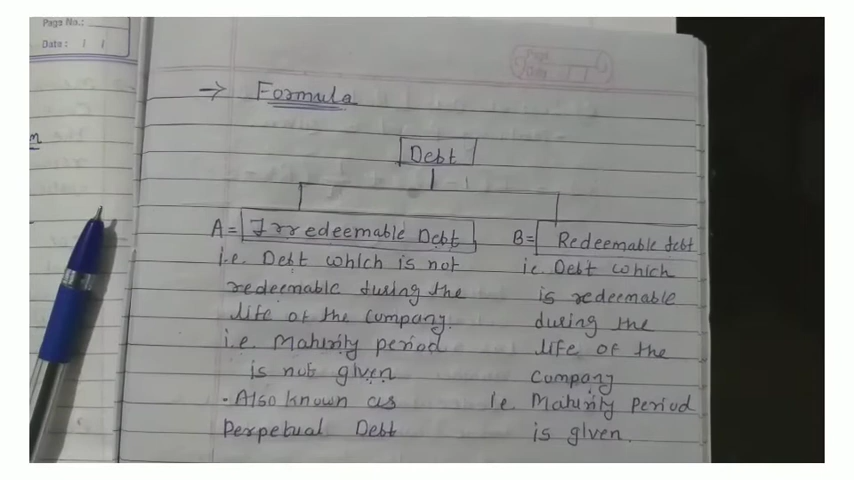 Page No.:
Date: / /
m
Page
Date
→ Formula
Debt
A= Irredeemable Debt
i.e. Debt which is not
redeemable during the
life of the company.
i.e. Maturity period
is not given
• Also known as
Perpetual Debt
B= Redeemable debt
i.e. Debt which
is redeemable
during the
life of the
Company
i.e. Maturity Period
is given.